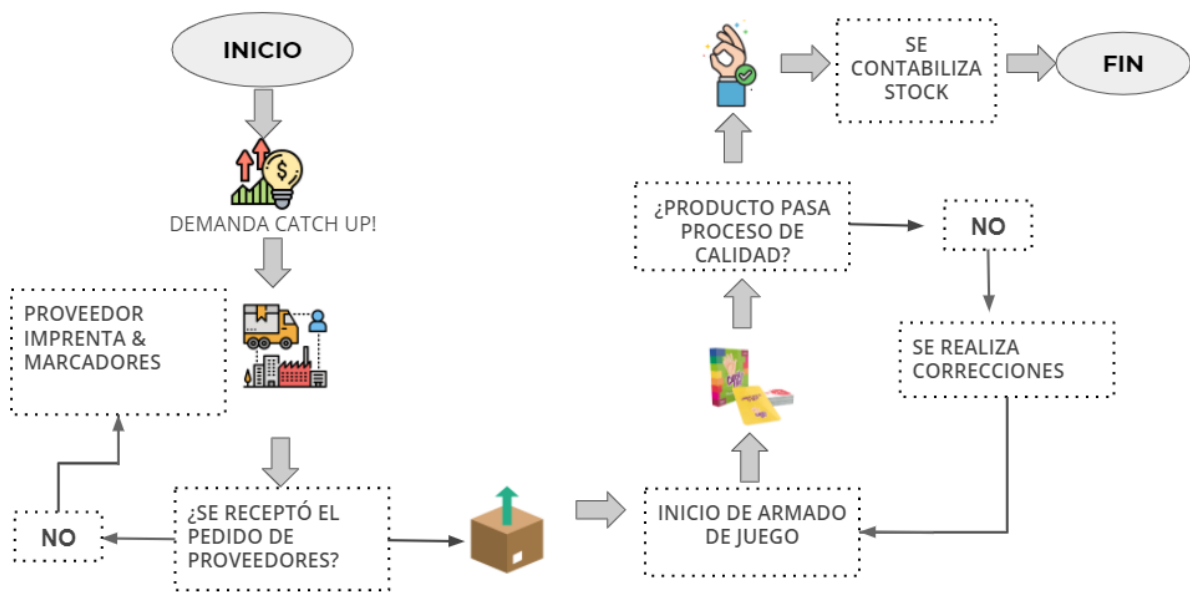 INICIO
DEMANDA CATCH UP!
PROVEEDOR
IMPRENTA &
MARCADORES
¿SE RECEPTÓ EL
PEDIDO DE
PROVEEDORES?
NO
INICIO DE ARMADO
DE JUEGO
¿PRODUCTO PASA
PROCESO DE
CALIDAD?
NO
SE REALIZA
CORRECCIONES
SE
CONTABILIZA
STOCK
FIN